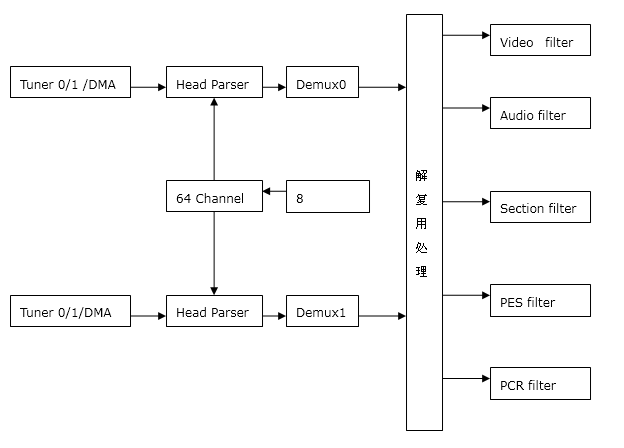 Video filter
Tuner 0/1 /DMA
Head Parser
Demux0
Audio filter
64 Channel
8
解
复
用
处
理
Section filter
Tuner 0/1/DMA
Head Parser
Demux1
PES filter
PCR filter